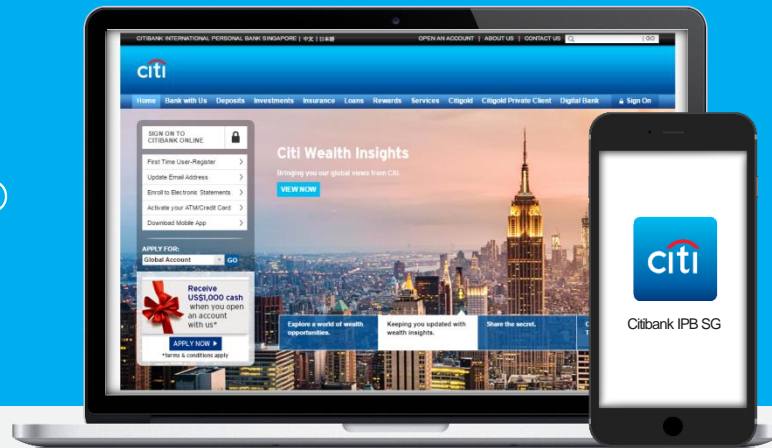 CITIBANK INTERNATIONAL PERSONAL BANK SINGAPORE | 中文 | 日本語
OPEN AN ACCOUNT | ABOUT US | CONTACT US
GO
citi
Home Bank with Us Deposits Investments Insurance Loans Rewards Services Citigold Citigold Private Client Digital Bank Sign On
SIGN ON TO
CITIBANK ONLINE
First Time User-Register
Update Email Address
Enroll to Electronic Statements
Activate your ATM/Credit Card
Download Mobile App
APPLY FOR:
Global Account
GO
Receive
US$1,000 cash
when you open
an account
with us*
APPLY NOW
*terms & conditions apply
Citi Wealth Insights
Bringing you our global views from Citi.
VIEW NOW
Explore a world of wealth
opportunities.
Keeping you updated with
wealth insights.
Share the secret.
citi
Citibank IPB SG